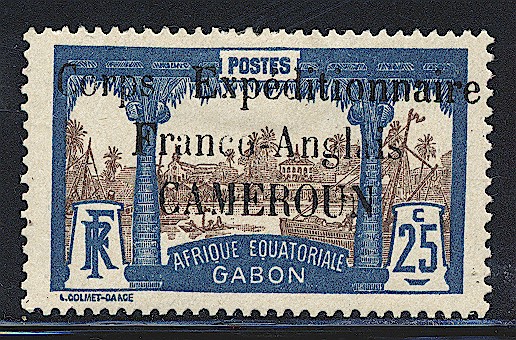 POSTES
Corps Expéditionnaire
Franco-Anglais
CAMEROUN
RF
C
25
AFRIQUE EQUATORIALE
GABON
L.COLMET-DAAGE